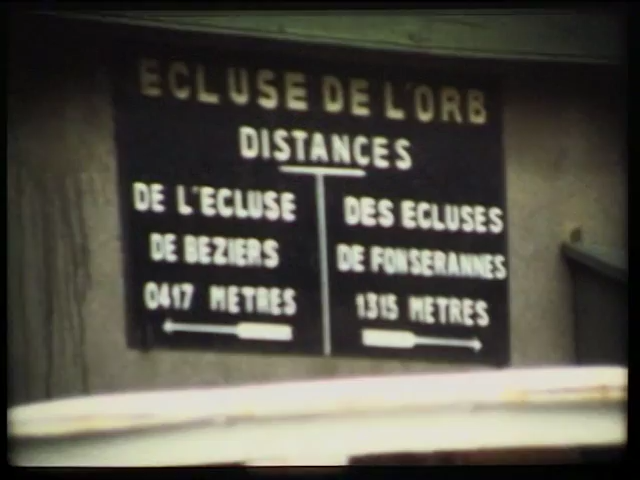 ECLUSE DE L'ORB
DISTANCES
DE L'ECLUSE
DE BEZIERS
0417 METRES
DES ECLUSES
DE FONSERANNES
1315 METRES